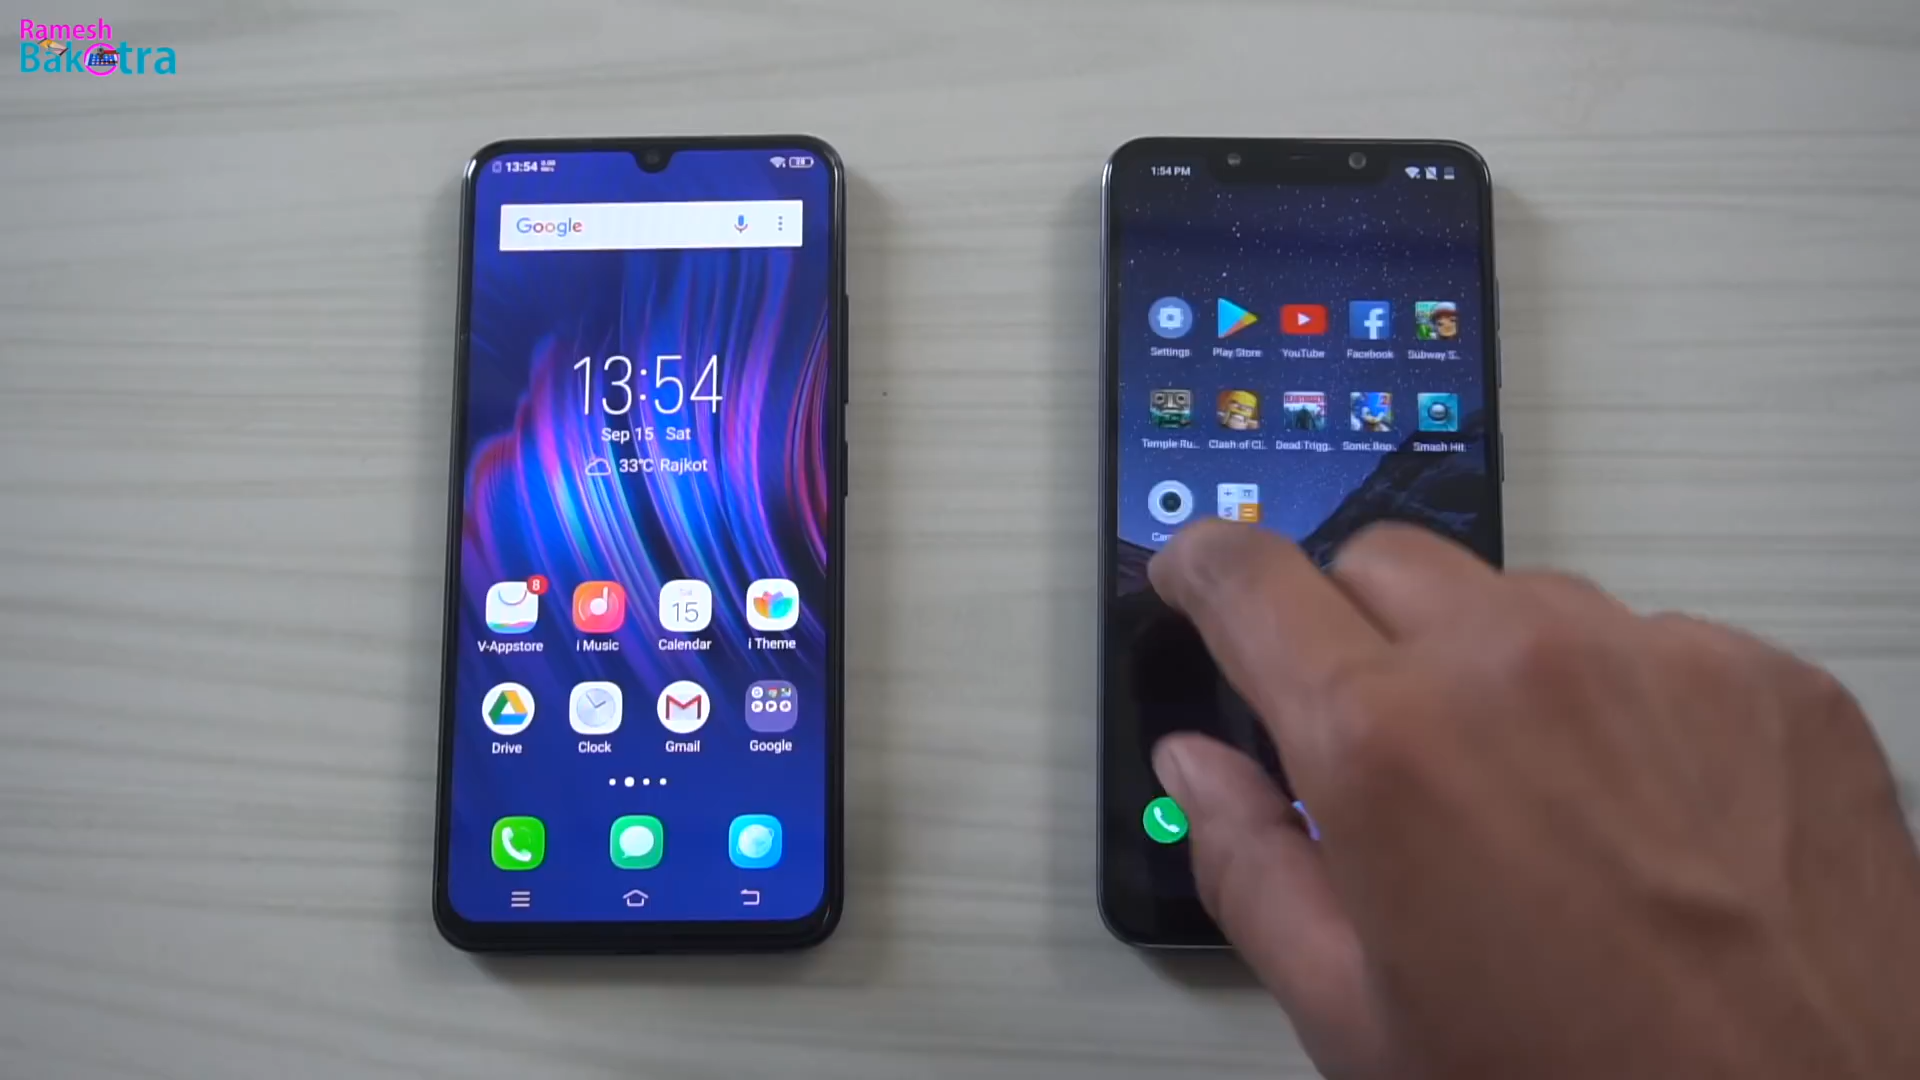 Ramesh
Bakotra
13:54
28
Google
13:54
Sep 15 Sat
33°C Rajkot
8
15
V-Appstore
i Music
Calendar
i Theme
Drive
Clock
Gmail
Google
1:54 PM
Settings
Play Store
YouTube
Facebook
Subway S..
Temple Ru..
Clash of Cl..
Dead Trigg..
Sonic Boo..
Smash Hit